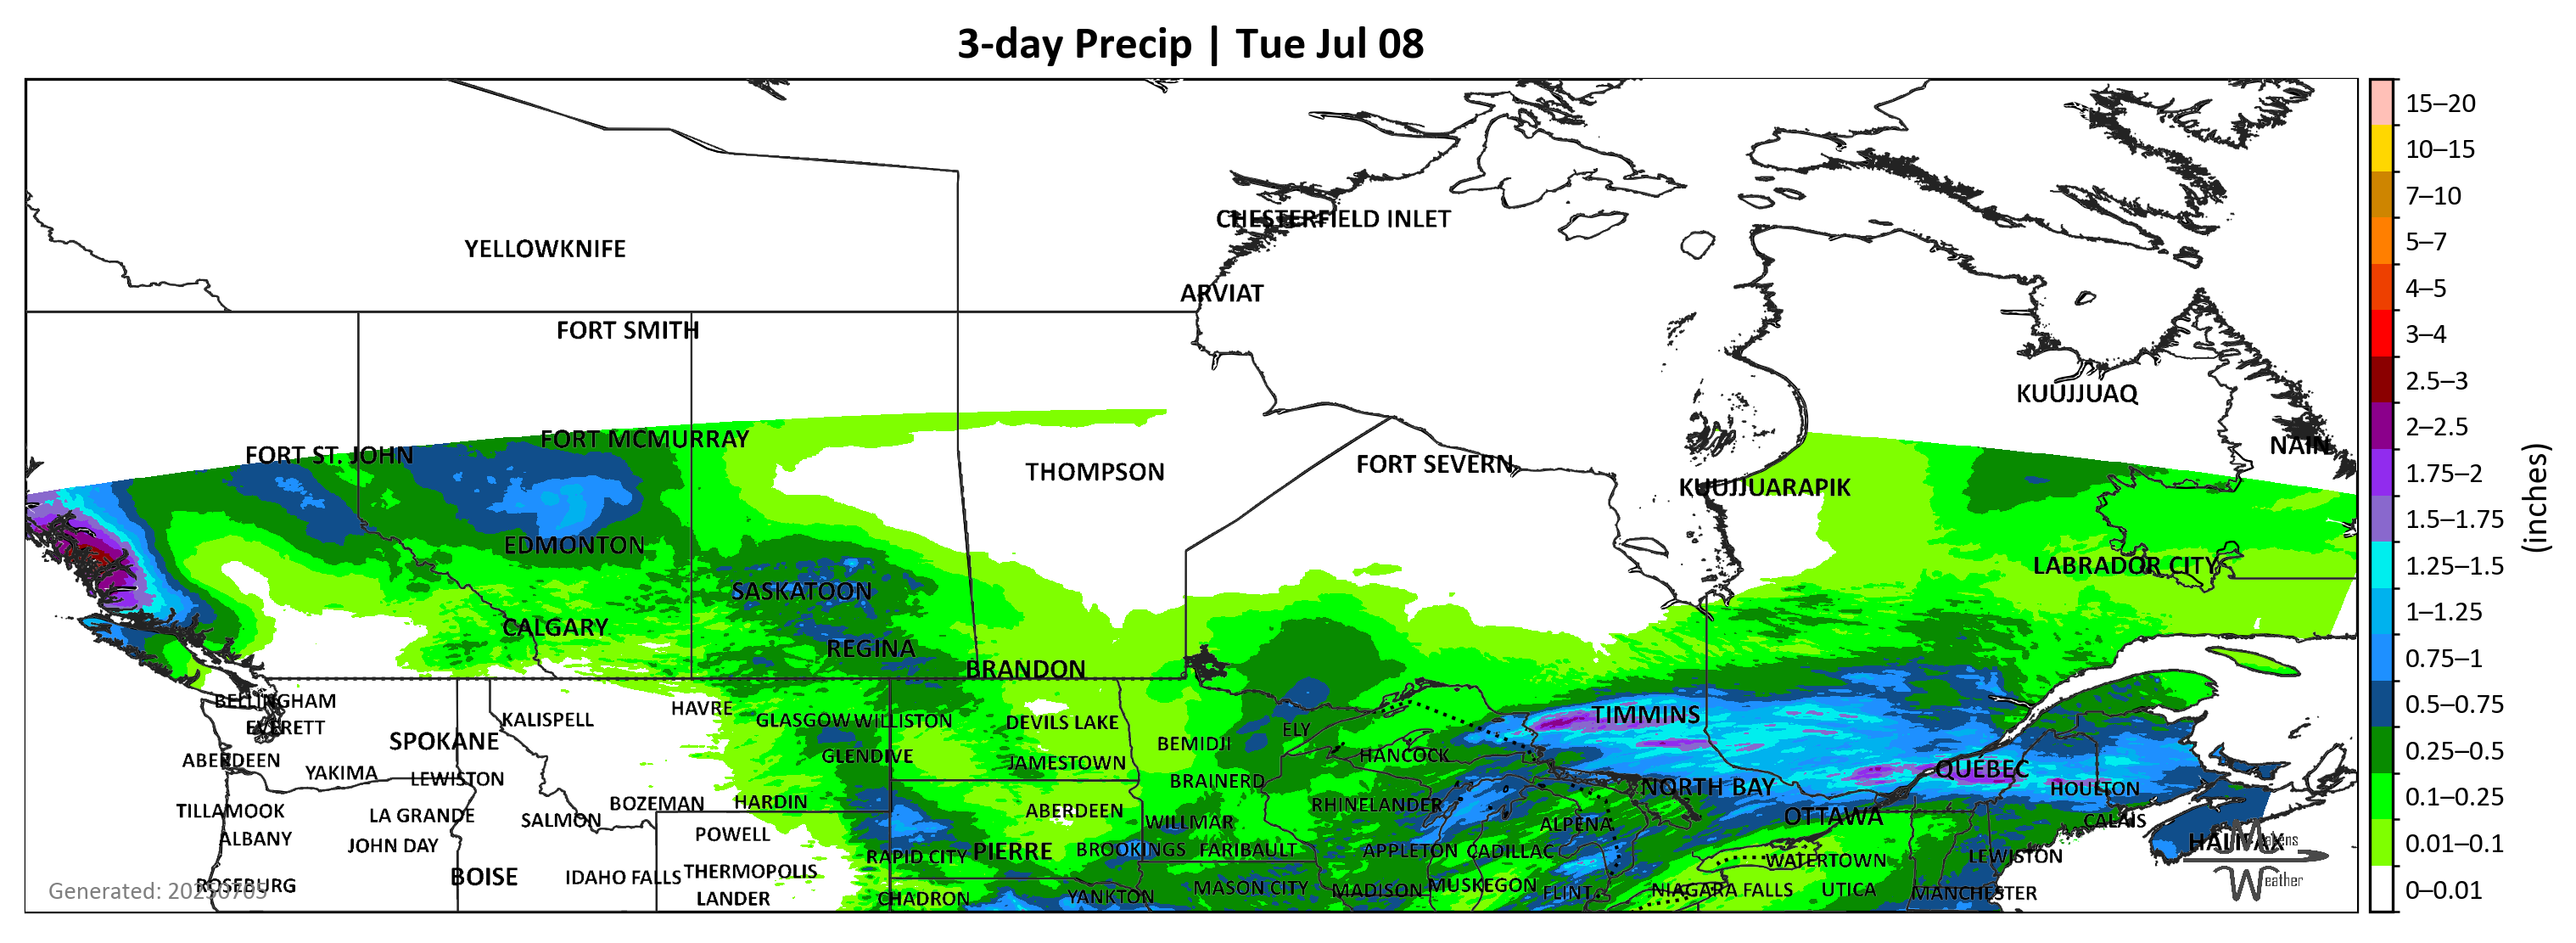 3-day Precip | Tue Jul 08
CHESTERFIELD INLET
YELLOWKNIFE
ARVIAT
FORT SMITH
KUUJJUAQ
FORT ST. JOHN
FORT MCMURRAY
NAIN
THOMPSON
FORT SEVERN
KUUJJUARAPIK
EDMONTON
LABRADOR CITY
SASKATOON
CALGARY
REGINA
BRANDON
BELLINGHAM
EVERETT
KALISPELL
HAVRE
GLASGOW
WILLISTON
DEVILS LAKE
TIMMINS
SPOKANE
BEMIDJI
ELY
ABERDEEN
GLENDIVE
JAMESTOWN
HANCOCK
QUÉBEC
YAKIMA
LEWISTON
BRAINERD
NORTH BAY
HOULTON
TILLAMOOK
LA GRANDE
BOZEMAN
HARDIN
ABERDEEN
RHINELANDER
OTTAWA
SALMON
WILLMAR
ALPENA
CALAIS
ALBANY
JOHN DAY
POWELL
RAPID CITY
PIERRE
BROOKINGS
FARIBAULT
APPLETON
CADILLAC
WATERTOWN
LEWISTON
HALIFAX
ROSEBURG
BOISE
IDAHO FALLS
THERMOPOLIS
LANDER
CHADRON
YANKTON
MASON CITY
MADISON
MUSKEGON
FLINT
NIAGARA FALLS
UTICA
MANCHESTER
Weather
Generated: 20250705
15–20
10–15
7–10
5–7
4–5
3–4
2.5–3
2–2.5
1.75–2
1.5–1.75
1.25–1.5
1–1.25
0.75–1
0.5–0.75
0.25–0.5
0.1–0.25
0.01–0.1
0–0.01
(inches)